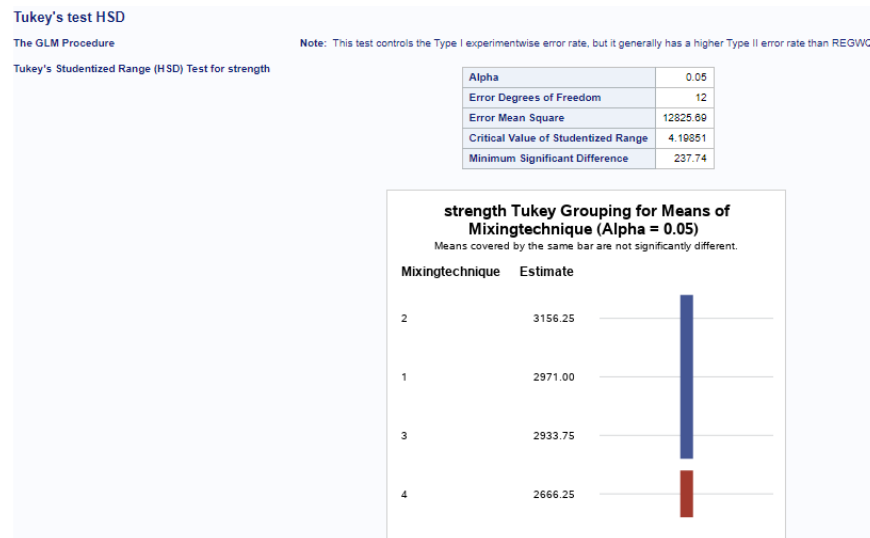 Tukey's test HSD
The GLM Procedure
Note: This test controls the Type I experimentwise error rate, but it generally has a higher Type II error rate than REGWQ
Tukey's Studentized Range (HSD) Test for strength
Alpha 0.05
Error Degrees of Freedom 12
Error Mean Square 12825.69
Critical Value of Studentized Range 4.19851
Minimum Significant Difference 237.74
strength Tukey Grouping for Means of
Mixingtechnique (Alpha = 0.05)
Means covered by the same bar are not significantly different.
Mixingtechnique Estimate
2 3156.25
1 2971.00
3 2933.75
4 2666.25